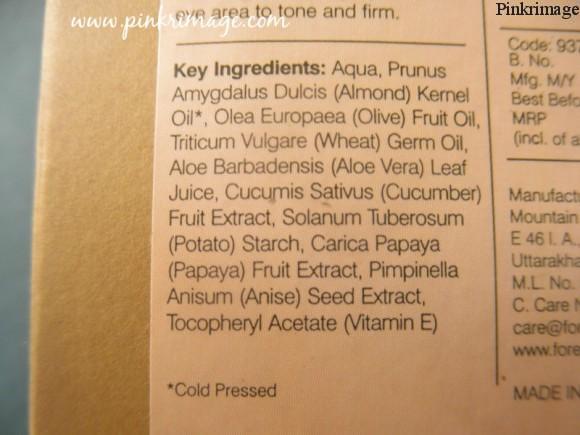 www.pinkrimage.com
Pinkrimage
eye area to tone and firm.
Key Ingredients: Aqua, Prunus
Amygdalus Dulcis (Almond) Kernel
Oil*, Olea Europaea (Olive) Fruit Oil,
Triticum Vulgare (Wheat) Germ Oil,
Aloe Barbadensis (Aloe Vera) Leaf
Juice, Cucumis Sativus (Cucumber)
Fruit Extract, Solanum Tuberosum
(Potato) Starch, Carica Papaya
(Papaya) Fruit Extract, Pimpinella
Anisum (Anise) Seed Extract,
Tocopheryl Acetate (Vitamin E)
*Cold Pressed
Code: 937
B. No.
Mfg. M/Y
Best Befo
MRP
(incl. of a
Manufactu
Mountain
E 46 I. A.,
Uttarakha
M.L. No.
C. Care
care@fore
www.fore
MADE IN